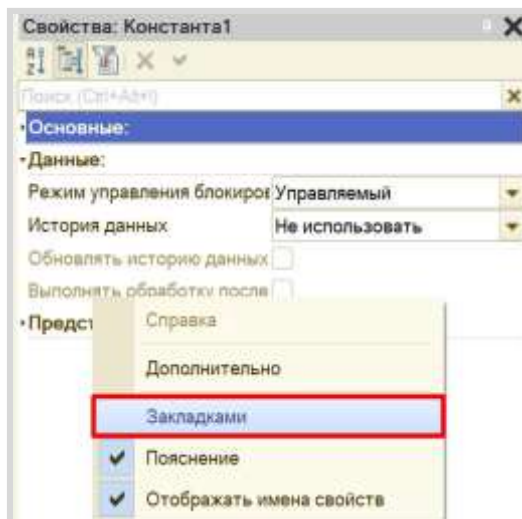 Свойства: Константа1
Поиск (Ctrl+Alt+I)
Основные:
Данные:
Режим управления блокиров Управляемый
История данных Не использовать
Обновлять историю данных
Выполнять обработку после
Предст
Справка
Дополнительно
Закладками
Пояснение
Отображать имена свойств